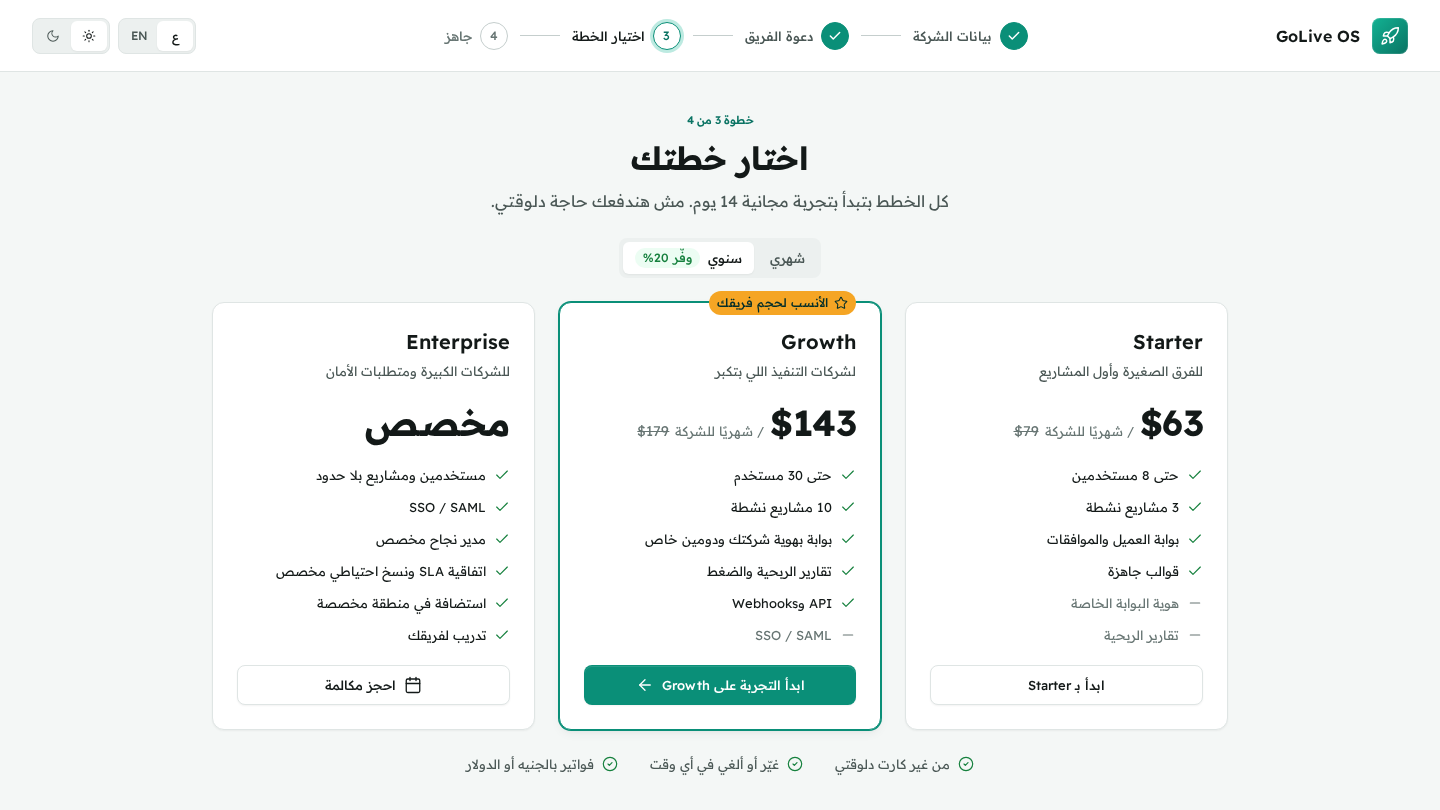 GoLive OS
بيانات الشركة
دعوة الفريق
3 اختيار الخطة
4 جاهز
ع EN
خطوة 3 من 4
اختار خطتك
كل الخطط بتبدأ بتجربة مجانية 14 يوم. مش هندفعك حاجة دلوقتي.
شهري
سنوي وفّر 20%
Starter
للفرق الصغيرة وأول المشاريع
$63 / شهريًا للشركة $79
حتى 8 مستخدمين
3 مشاريع نشطة
بوابة العميل والموافقات
قوالب جاهزة
هوية البوابة الخاصة
تقارير الربحية
ابدأ بـ Starter
الأنسب لحجم فريقك
Growth
لشركات التنفيذ اللي بتكبر
$143 / شهريًا للشركة $179
حتى 30 مستخدم
10 مشاريع نشطة
بوابة بهوية شركتك ودومين خاص
تقارير الربحية والضغط
API وWebhooks
SSO / SAML
ابدأ التجربة على Growth
Enterprise
للشركات الكبيرة ومتطلبات الأمان
مخصص
مستخدمين ومشاريع بلا حدود
SSO / SAML
مدير نجاح مخصص
اتفاقية SLA ونسخ احتياطي مخصص
استضافة في منطقة مخصصة
تدريب لفريقك
احجز مكالمة
من غير كارت دلوقتي
غيّر أو ألغي في أي وقت
فواتير بالجنيه أو الدولار